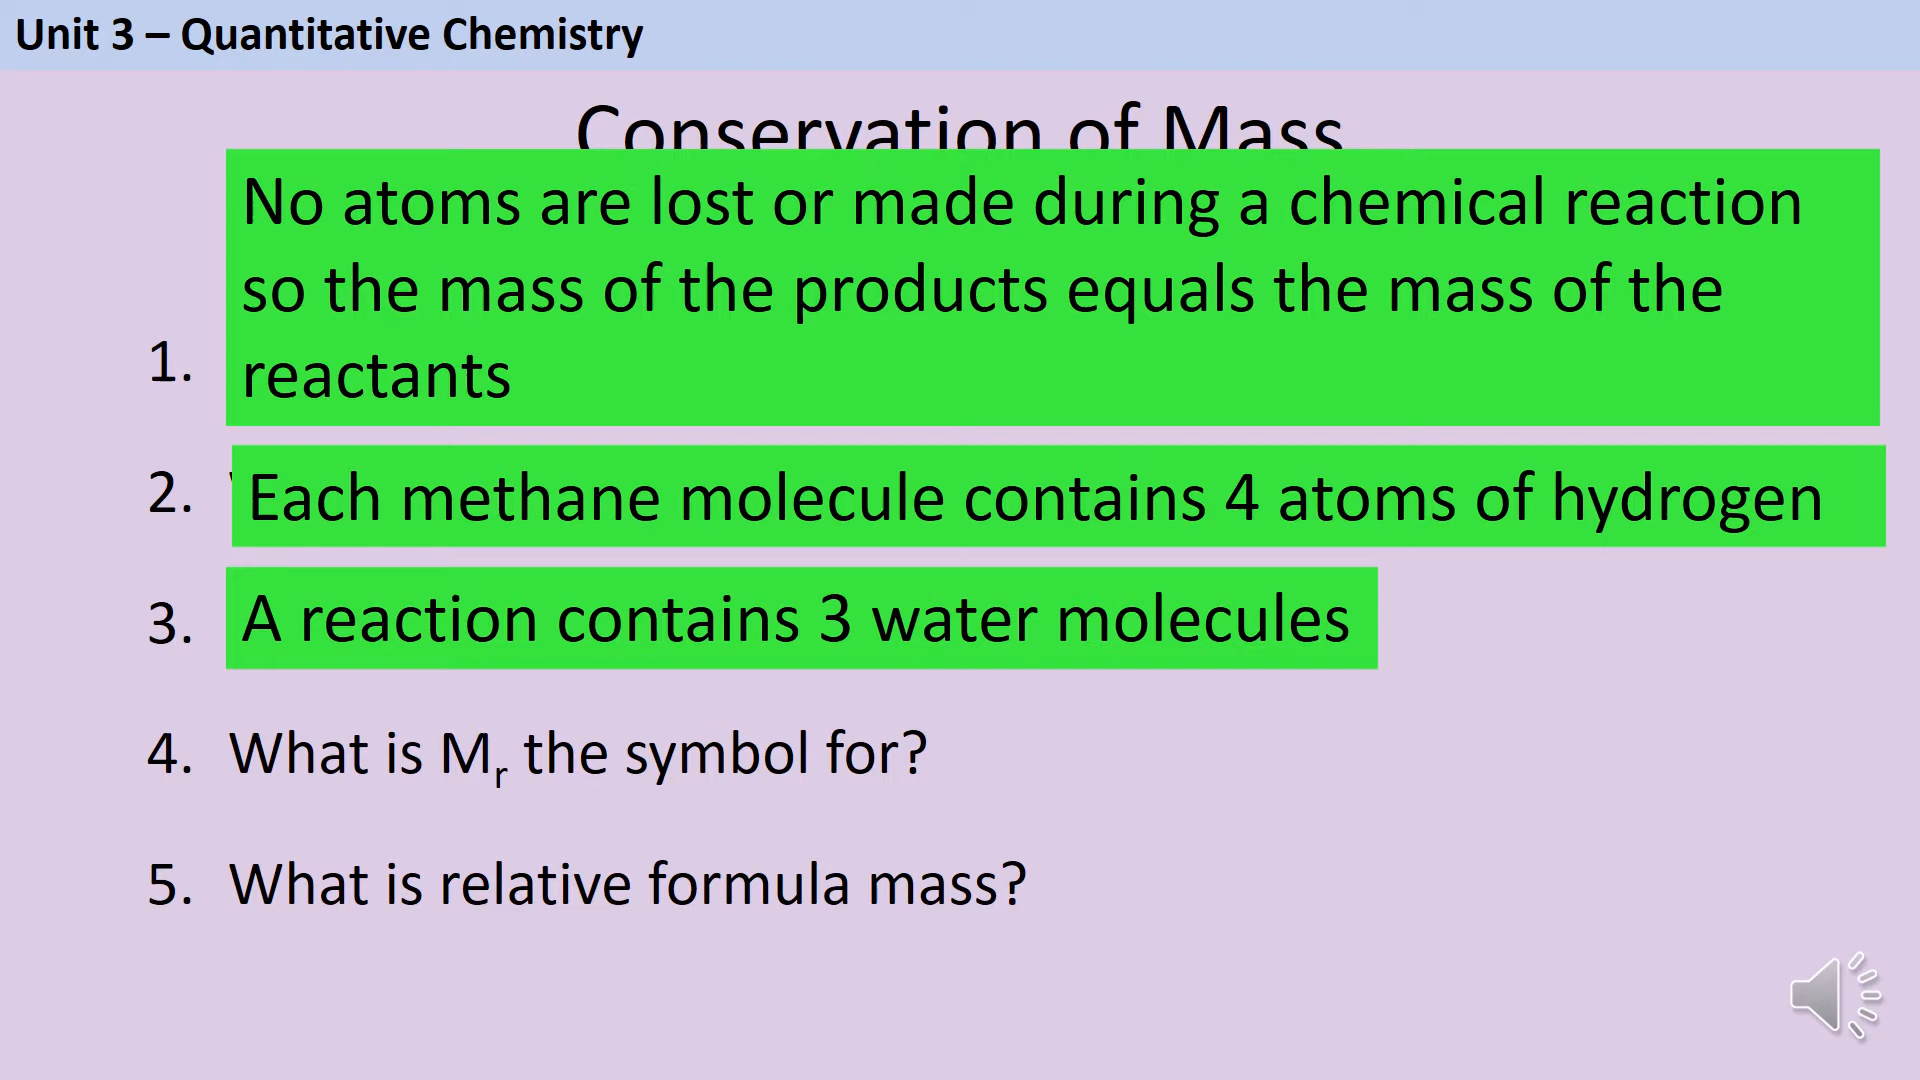 Unit 3 – Quantitative Chemistry
Conservation of Mass
No atoms are lost or made during a chemical reaction
so the mass of the products equals the mass of the
1. reactants
2. Each methane molecule contains 4 atoms of hydrogen
3. A reaction contains 3 water molecules
4. What is Mr the symbol for?
5. What is relative formula mass?